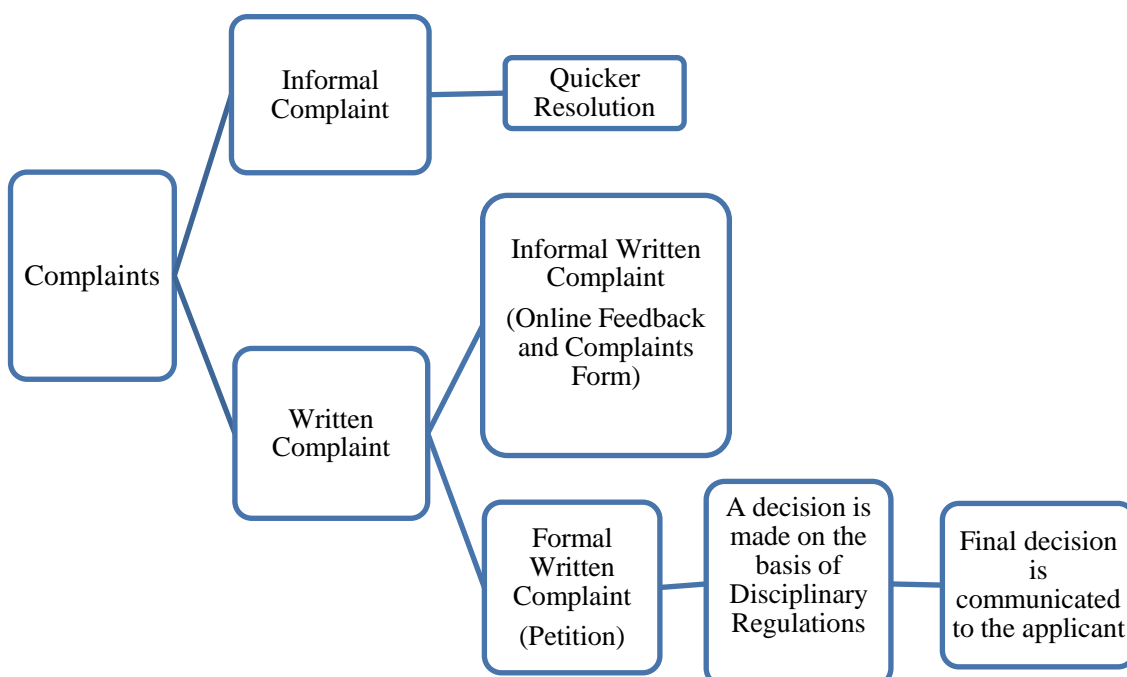 Informal
Complaint
Quicker
Resolution
Complaints
Informal Written
Complaint
(Online Feedback
and Complaints
Form)
Written
Complaint
Formal
Written
Complaint
(Petition)
A decision is
made on the
basis of
Disciplinary
Regulations
Final decision
is
communicated
to the applicant